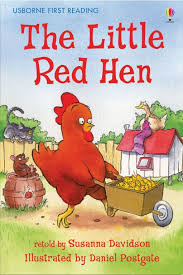 USBORNE FIRST READING
The Little
Red Hen
retold by Susanna Davidson
Illustrated by Daniel Postgate